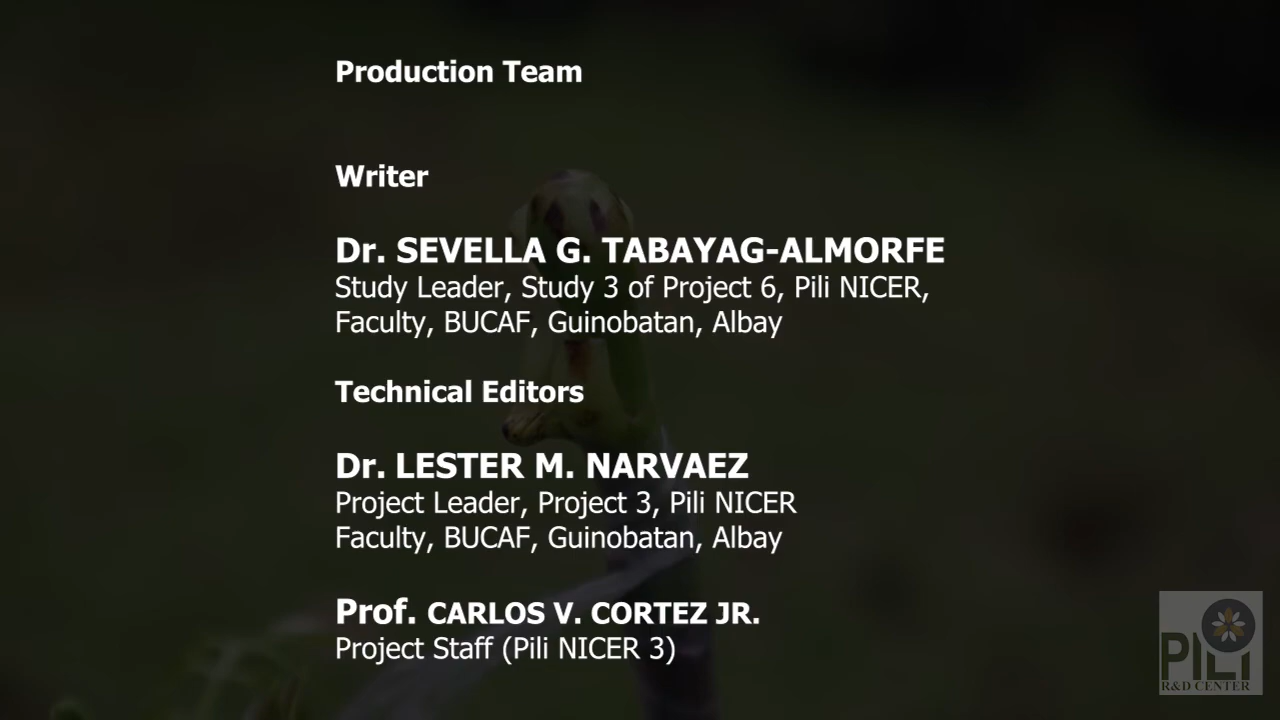 Production Team
Writer
Dr. SEVELLA G. TABAYAG-ALMORFE
Study Leader, Study 3 of Project 6, Pili NICER,
Faculty, BUCAF, Guinobatan, Albay
Technical Editors
Dr. LESTER M. NARVAEZ
Project Leader, Project 3, Pili NICER
Faculty, BUCAF, Guinobatan, Albay
Prof. CARLOS V. CORTEZ JR.
Project Staff (Pili NICER 3)
PILI
R&D CENTER